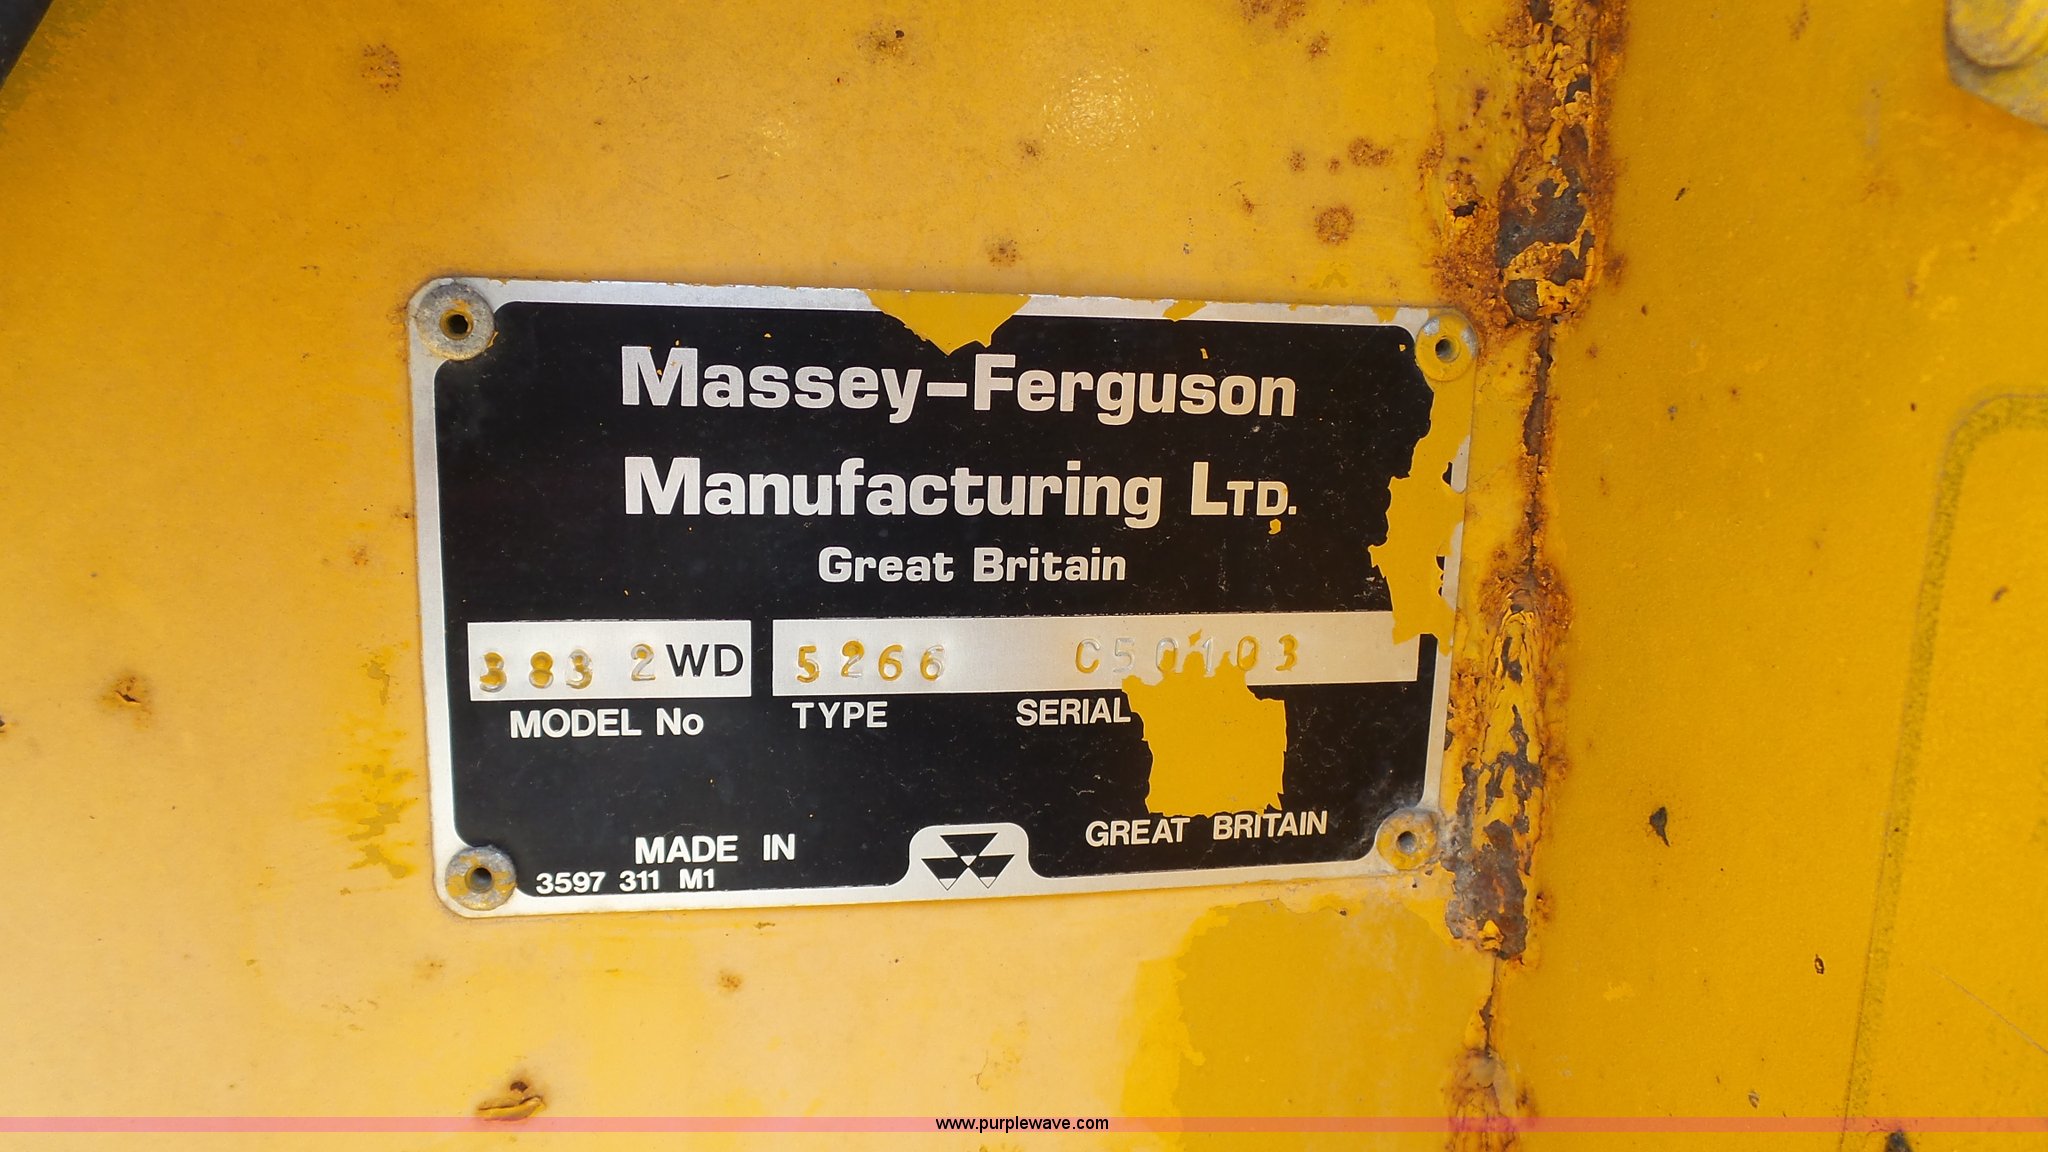 Massey-Ferguson
Manufacturing LTD.
Great Britain
383 2WD 5266 C50103
MODEL No TYPE SERIAL
MADE IN GREAT BRITAIN
3597 311 M1
www.purplewave.com